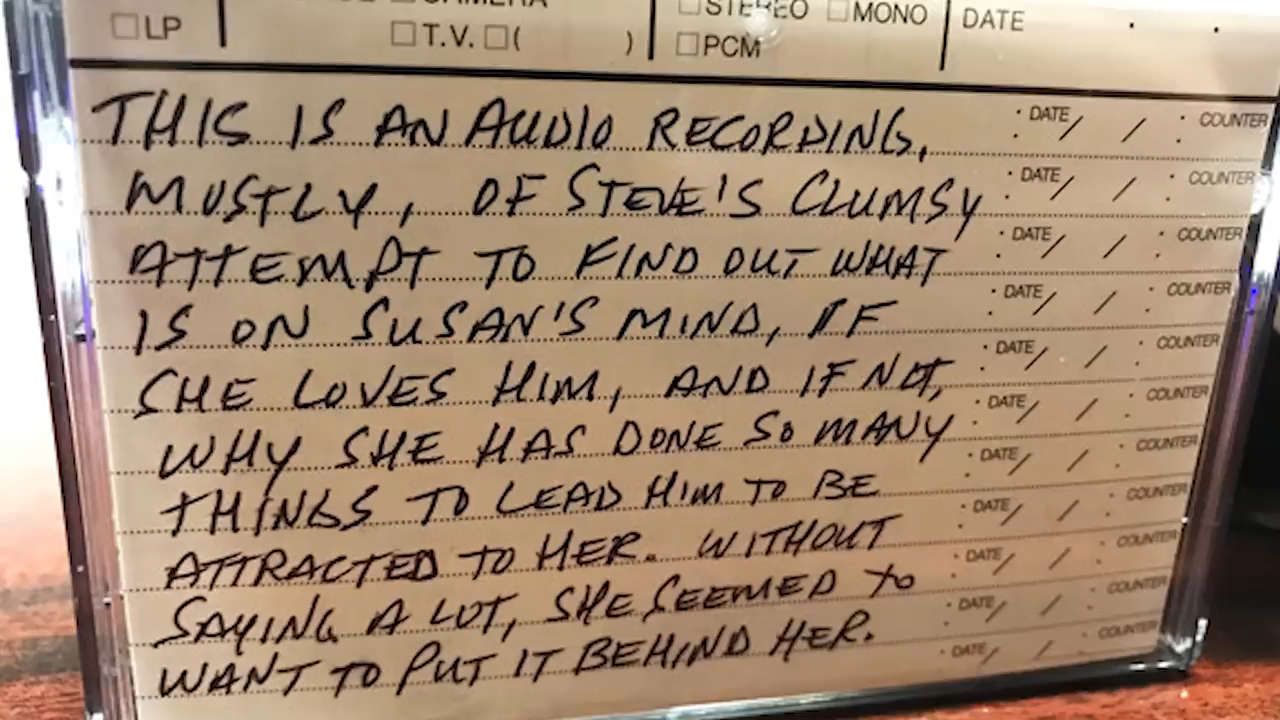 CAMERA
□STEREO □MONO
DATE . .
□LP
□T.V. □( )
□PCM
THIS IS AN AUDIO RECORDING, · DATE / / : COUNTER
MOSTLY, OF STEVE'S CLUMSY · DATE / / : COUNTER
ATTEMPT TO FIND OUT WHAT · DATE / / : COUNTER
IS ON SUSAN'S MIND, IF · DATE / / : COUNTER
SHE LOVES HIM, AND IF NOT, · DATE / / : COUNTER
WHY SHE HAS DONE SO MANY · DATE / / : COUNTER
THINGS TO LEAD HIM TO BE · DATE / / : COUNTER
ATTRACTED TO HER. WITHOUT · DATE / / : COUNTER
SAYING A LOT, SHE SEEMED TO · DATE / / : COUNTER
WANT TO PUT IT BEHIND HER. · DATE / / : COUNTER
· DATE / / : COUNTER